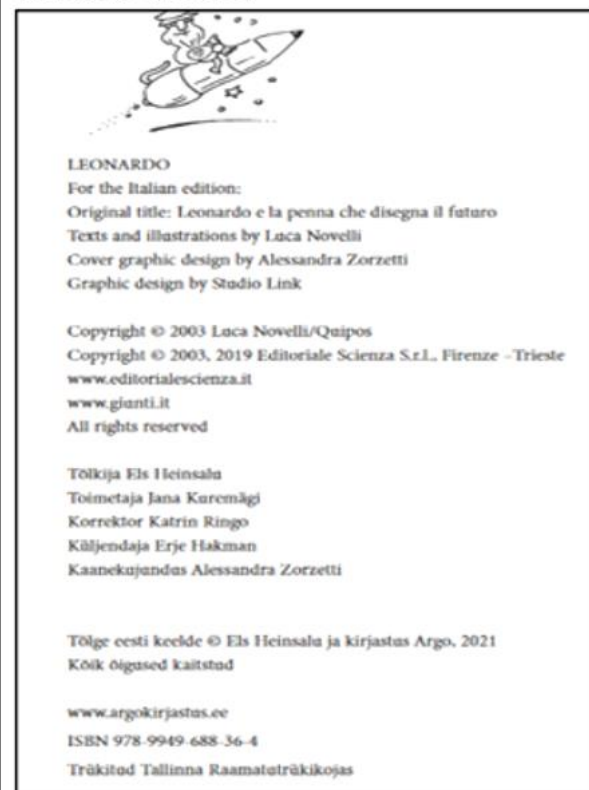 LEONARDO
For the Italian edition:
Original title: Leonardo e la penna che disegna il futuro
Texts and illustrations by Luca Novelli
Cover graphic design by Alessandra Zorzetti
Graphic design by Studio Link
Copyright © 2003 Luca Novelli/Quipos
Copyright © 2003, 2019 Editoriale Scienza S.r.l., Firenze - Trieste
www.editorialescienza.it
www.gianti.it
All rights reserved
Tõlkija Els Heinsalu
Toimetaja Jana Kuremägi
Korrektor Katrin Ringo
Küljendaja Erje Hakman
Kaanekujundus Alessandra Zorzetti
Tõlge eesti keelde © Els Heinsalu ja kirjastus Argo, 2021
Kõik õigused kaitstud
www.argokirjastus.ee
ISBN 978-9949-688-36-4
Trükitud Tallinna Raamatutrükikojas